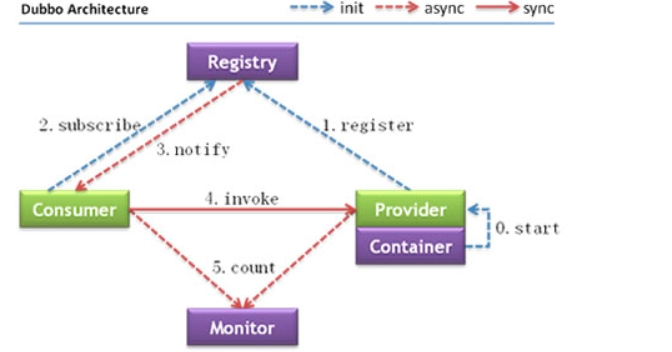 Dubbo Architecture
init
async
sync
Registry
2. subscribe
1. register
3. notify
Consumer
4. invoke
Provider
Container
0. start
5. count
Monitor